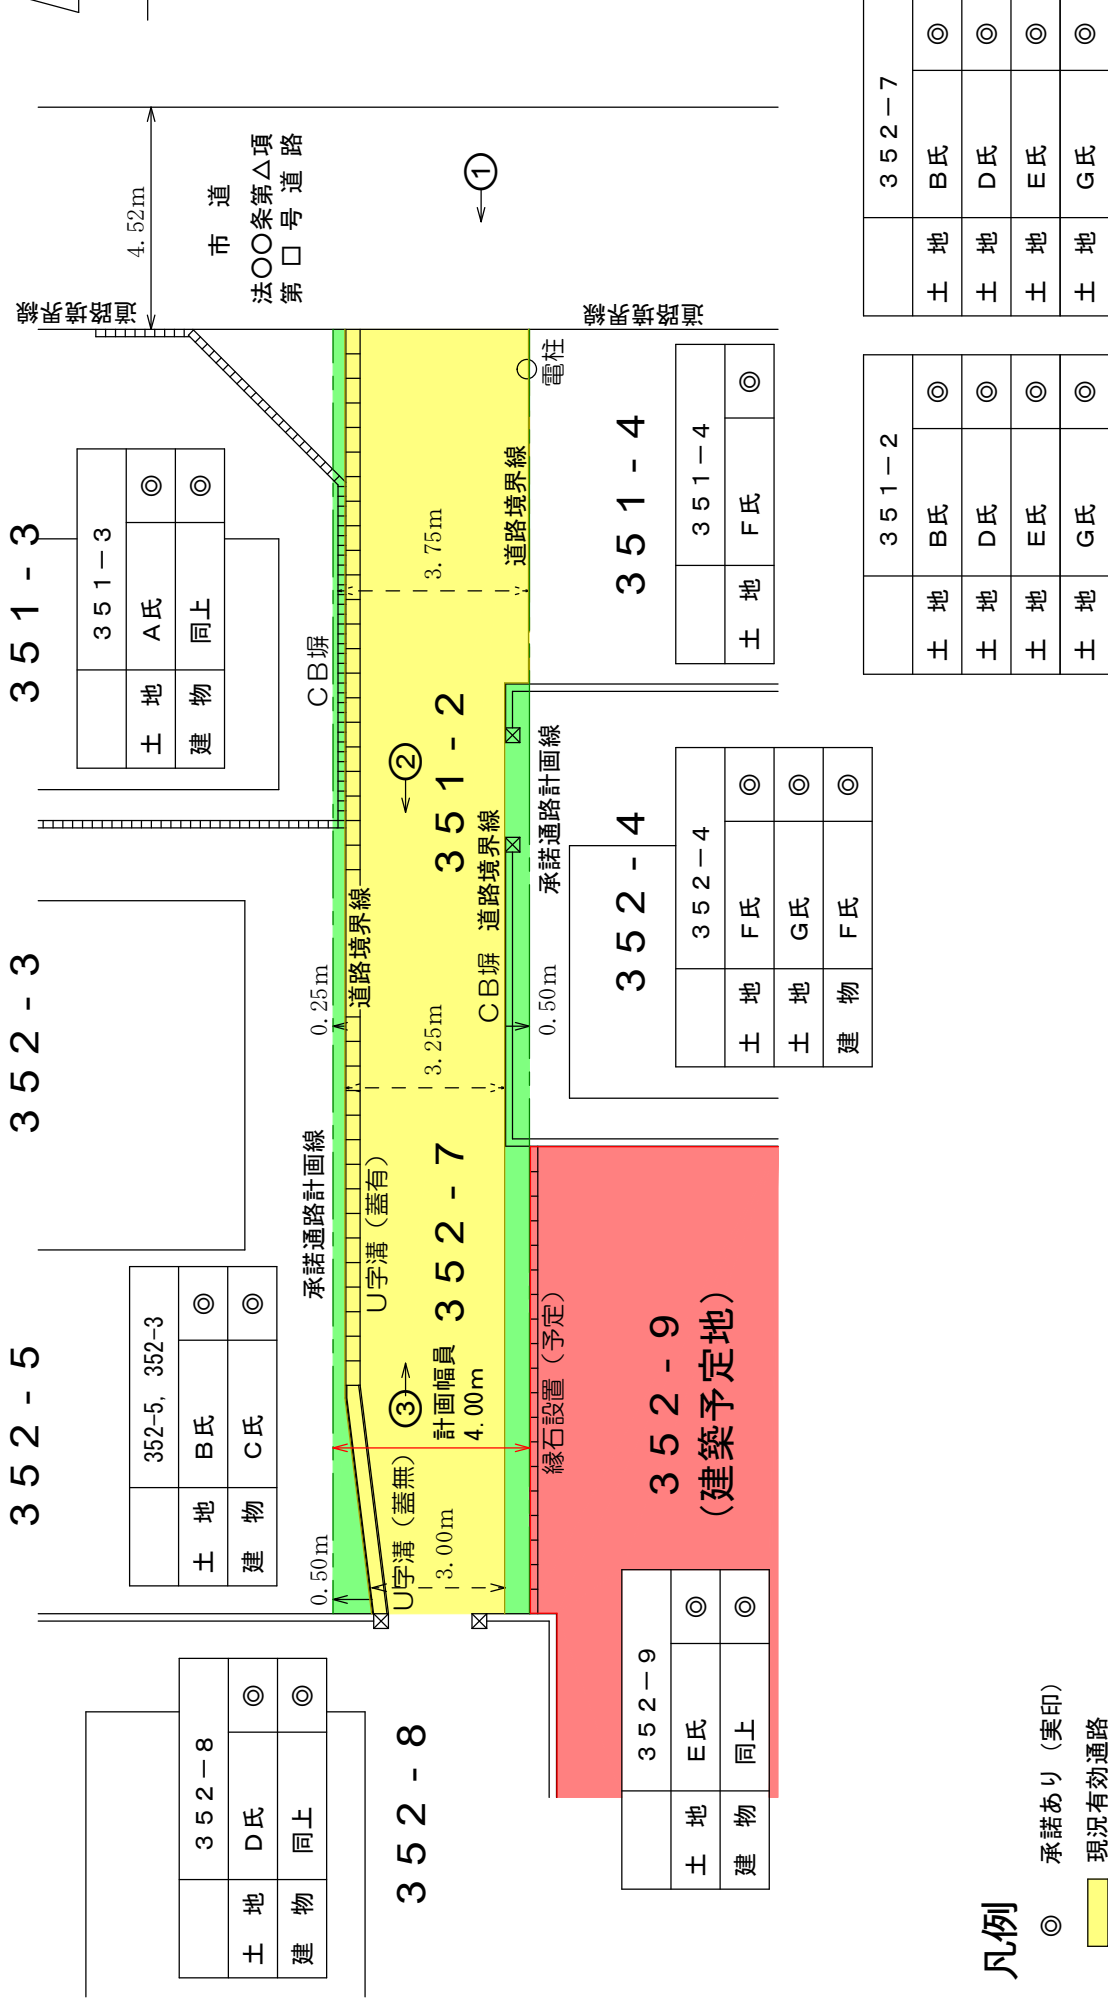 352-5
352-3
351-3
道路境界線
4.52m
市道
法〇〇条第△項
第□号道路
①
352-5, 352-3
土地 B氏 ◎
建物 C氏 ◎
351-3
土地 A氏 ◎
建物 同上 ◎
352-8
土地 D氏 ◎
建物 同上 ◎
352-8
0.50m
承諾通路計画線
0.25m
CB塀
U字溝（蓋無）
U字溝（蓋有）
道路境界線
3.00m
③
計画幅員
4.00m
352-7
3.25m
②
351-2
3.75m
CB塀
道路境界線
道路境界線
電柱
縁石設置（予定）
0.50m
承諾通路計画線
道路境界線
352-9
（建築予定地）
352-4
351-4
352-9
土地 E氏 ◎
建物 同上 ◎
352-4
土地 F氏 ◎
土地 G氏 ◎
建物 F氏 ◎
351-4
土地 F氏 ◎
351-2
土地 B氏 ◎
土地 D氏 ◎
土地 E氏 ◎
土地 G氏 ◎
352-7
土地 B氏 ◎
土地 D氏 ◎
土地 E氏 ◎
土地 G氏 ◎
凡例
◎ 承諾あり（実印）
現況有効通路